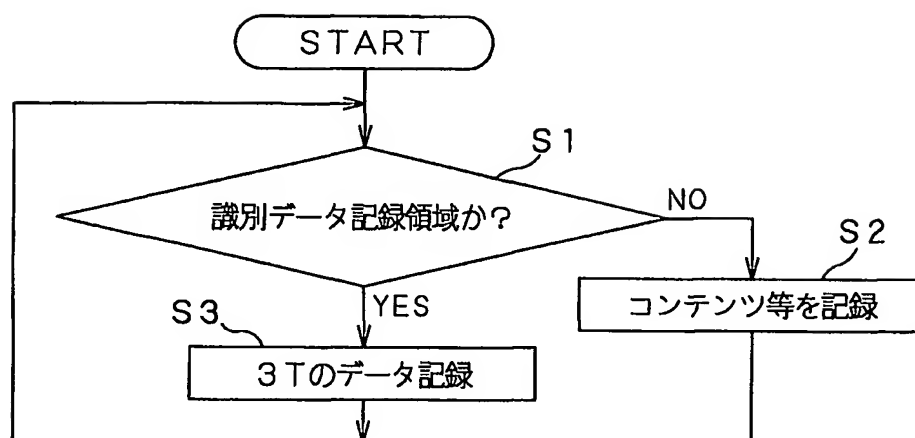 START
S1
識別データ記録領域か?
NO
S2
YES
コンテンツ等を記録
S3
3Tのデータ記録